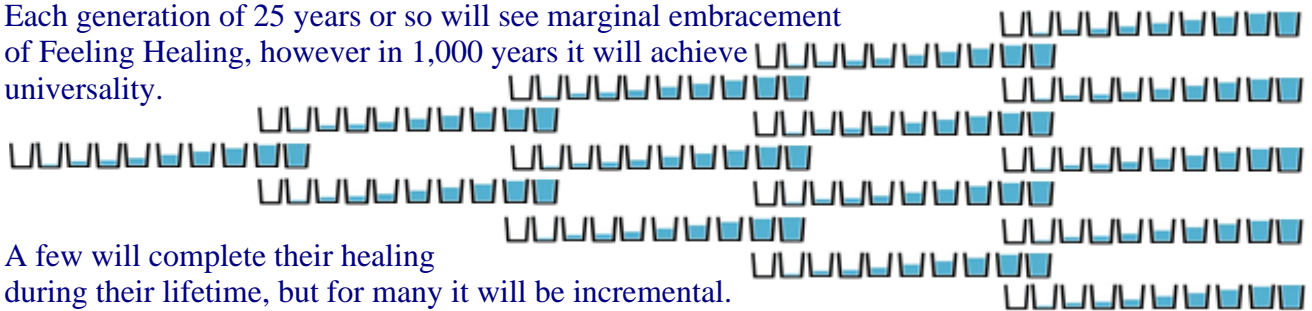 Each generation of 25 years or so will see marginal embracement
of Feeling Healing, however in 1,000 years it will achieve
universality.
A few will complete their healing
during their lifetime, but for many it will be incremental.